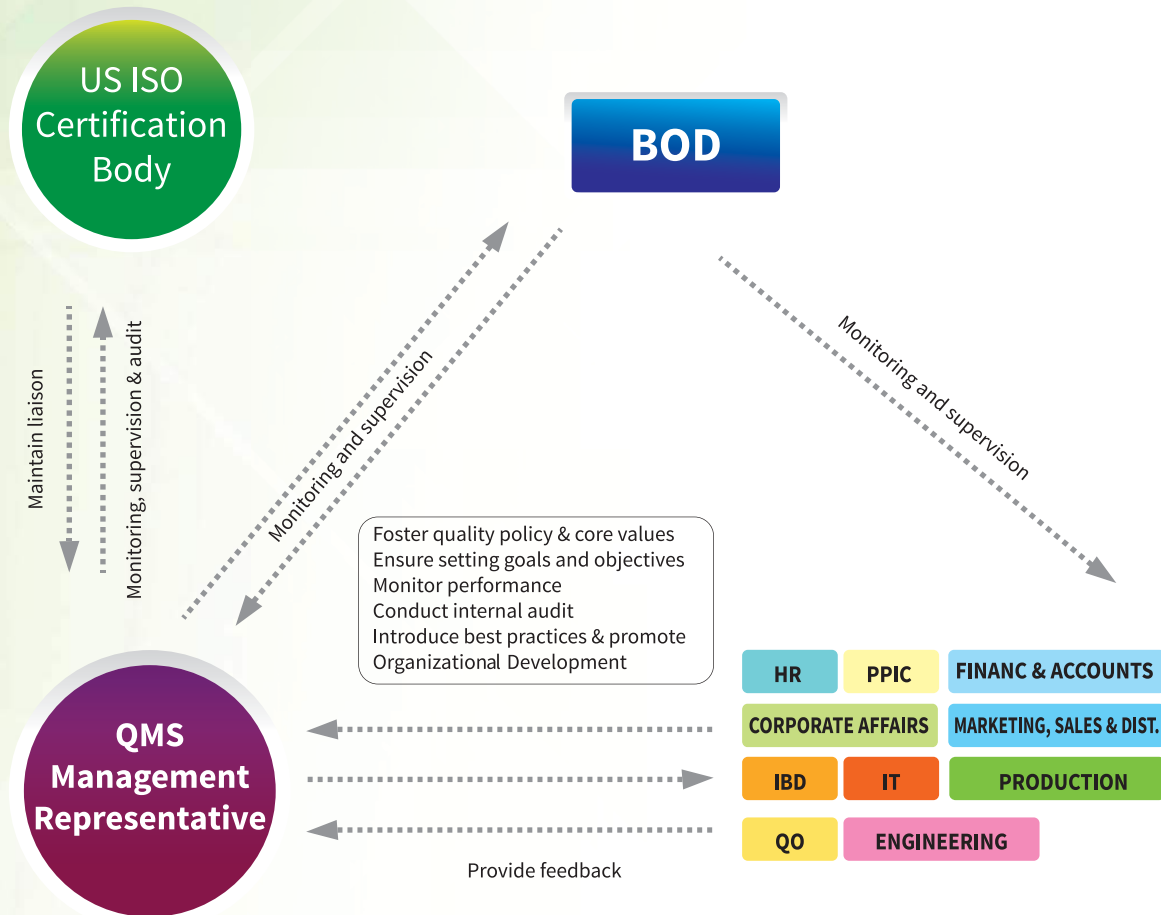 US ISO
Certification
Body
BOD
Maintain liaison
Monitoring, supervision & audit
Monitoring and supervision
Monitoring and supervision
Foster quality policy & core values
Ensure setting goals and objectives
Monitor performance
Conduct internal audit
Introduce best practices & promote
Organizational Development
QMS
Management
Representative
HR
PPIC
FINANC & ACCOUNTS
CORPORATE AFFAIRS
MARKETING, SALES & DIST.
IBD
IT
PRODUCTION
QO
ENGINEERING
Provide feedback